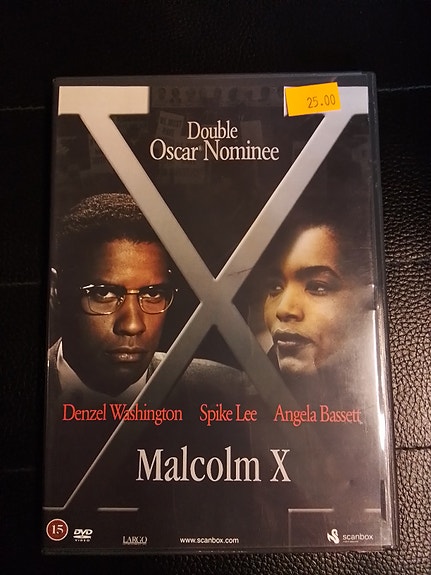 25.00
Double
Oscar® Nominee
X
Denzel Washington Spike Lee Angela Bassett
Malcolm X
15 DVD VIDEO LARGO www.scanbox.com scanbox